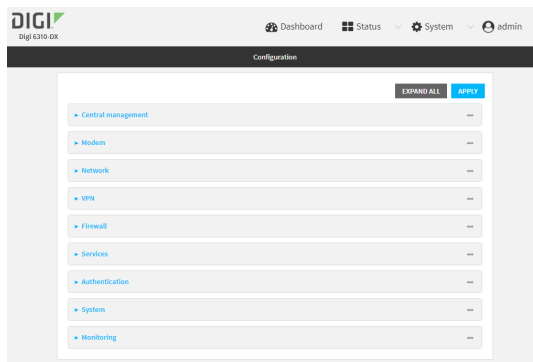 DIGI
Digi 6310-DX
Dashboard Status System admin
Configuration
EXPAND ALL APPLY
Central management
Modem
Network
VPN
Firewall
Services
Authentication
System
Monitoring